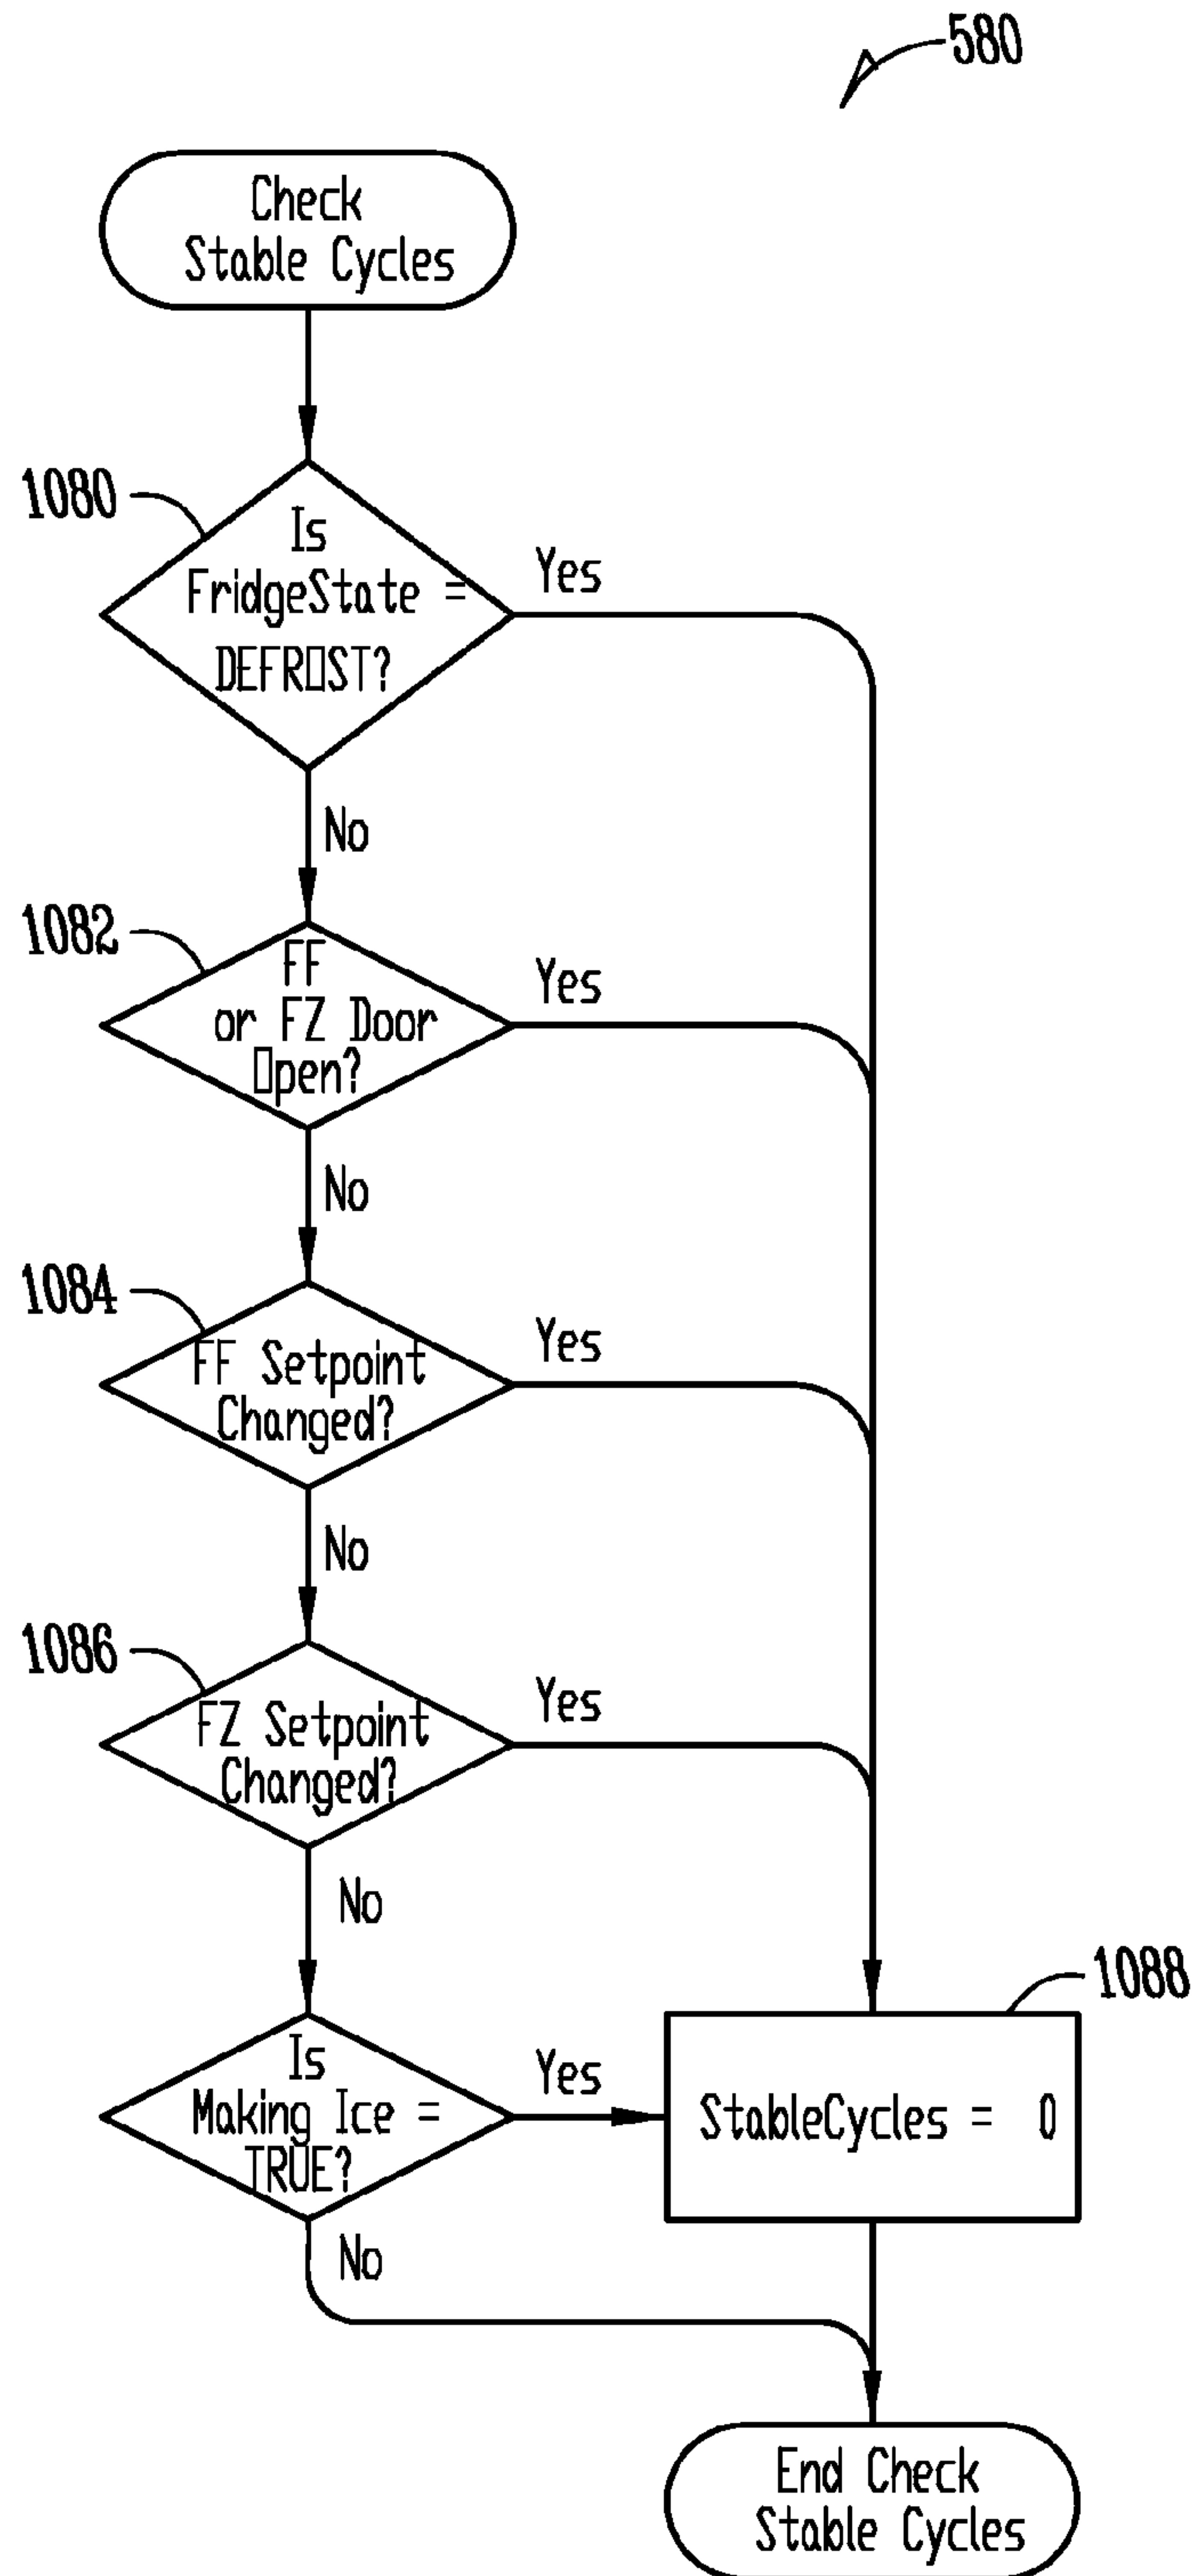 580
Check
Stable Cycles
1080
Is
FridgeState =
DEFROST?
Yes
No
1082
FF
or FZ Door
Open?
Yes
No
1084
FF Setpoint
Changed?
Yes
No
1086
FZ Setpoint
Changed?
Yes
No
Is
Making Ice =
TRUE?
Yes
No
1088
StableCycles = 0
End Check
Stable Cycles